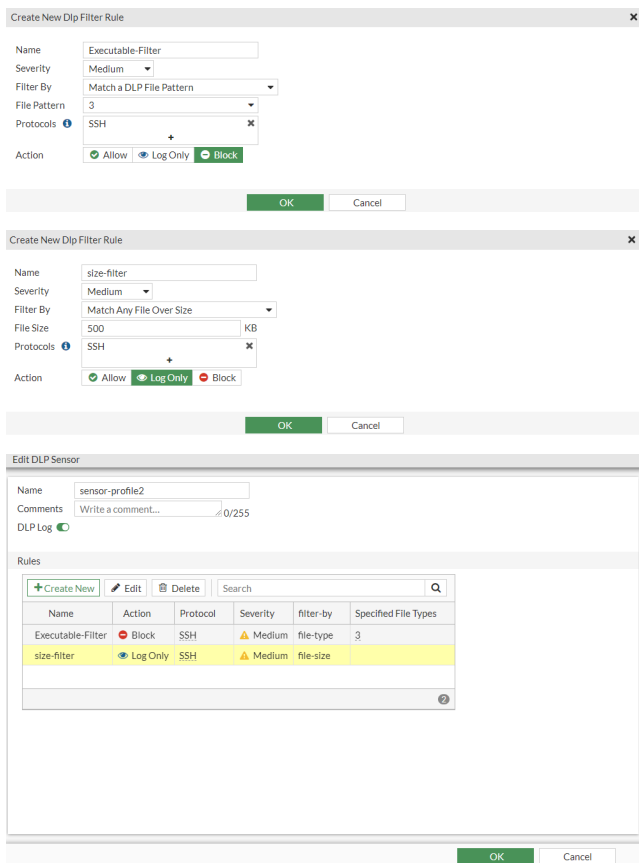 Create New Dlp Filter Rule
Name Executable-Filter
Severity Medium
Filter By Match a DLP File Pattern
File Pattern 3
Protocols SSH
+
Action Allow Log Only Block
OK Cancel
Create New Dlp Filter Rule
Name size-filter
Severity Medium
Filter By Match Any File Over Size
File Size 500 KB
Protocols SSH
+
Action Allow Log Only Block
OK Cancel
Edit DLP Sensor
Name sensor-profile2
Comments Write a comment... 0/255
DLP Log
Rules
+Create New Edit Delete Search
Name Action Protocol Severity filter-by Specified File Types
Executable-Filter Block SSH Medium file-type 3
size-filter Log Only SSH Medium file-size
2
OK Cancel